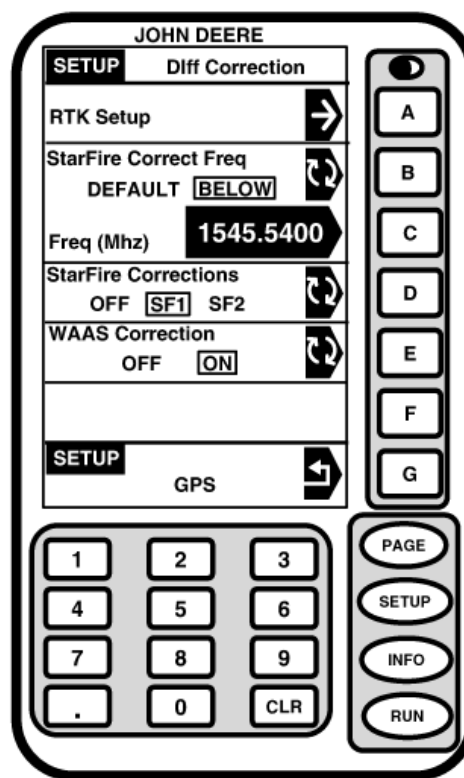 JOHN DEERE
SETUP DIff Correction
RTK Setup
StarFire Correct Freq
DEFAULT BELOW
Freq (Mhz) 1545.5400
StarFire Corrections
OFF SF1 SF2
WAAS Correction
OFF ON
SETUP
GPS
A
B
C
D
E
F
G
1 2 3
4 5 6
7 8 9
. 0 CLR
PAGE
SETUP
INFO
RUN